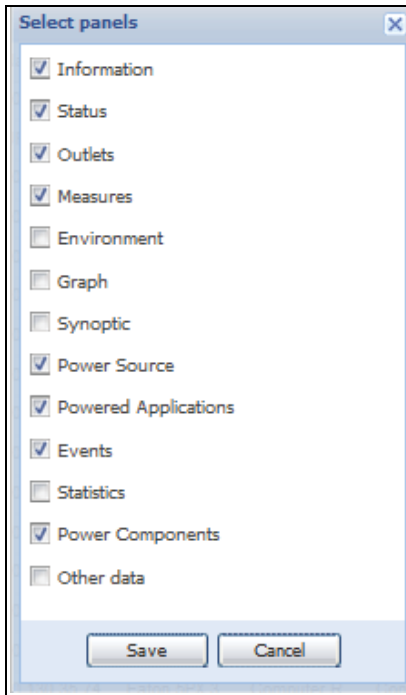 Select panels
Information
Status
Outlets
Measures
Environment
Graph
Synoptic
Power Source
Powered Applications
Events
Statistics
Power Components
Other data
Save Cancel